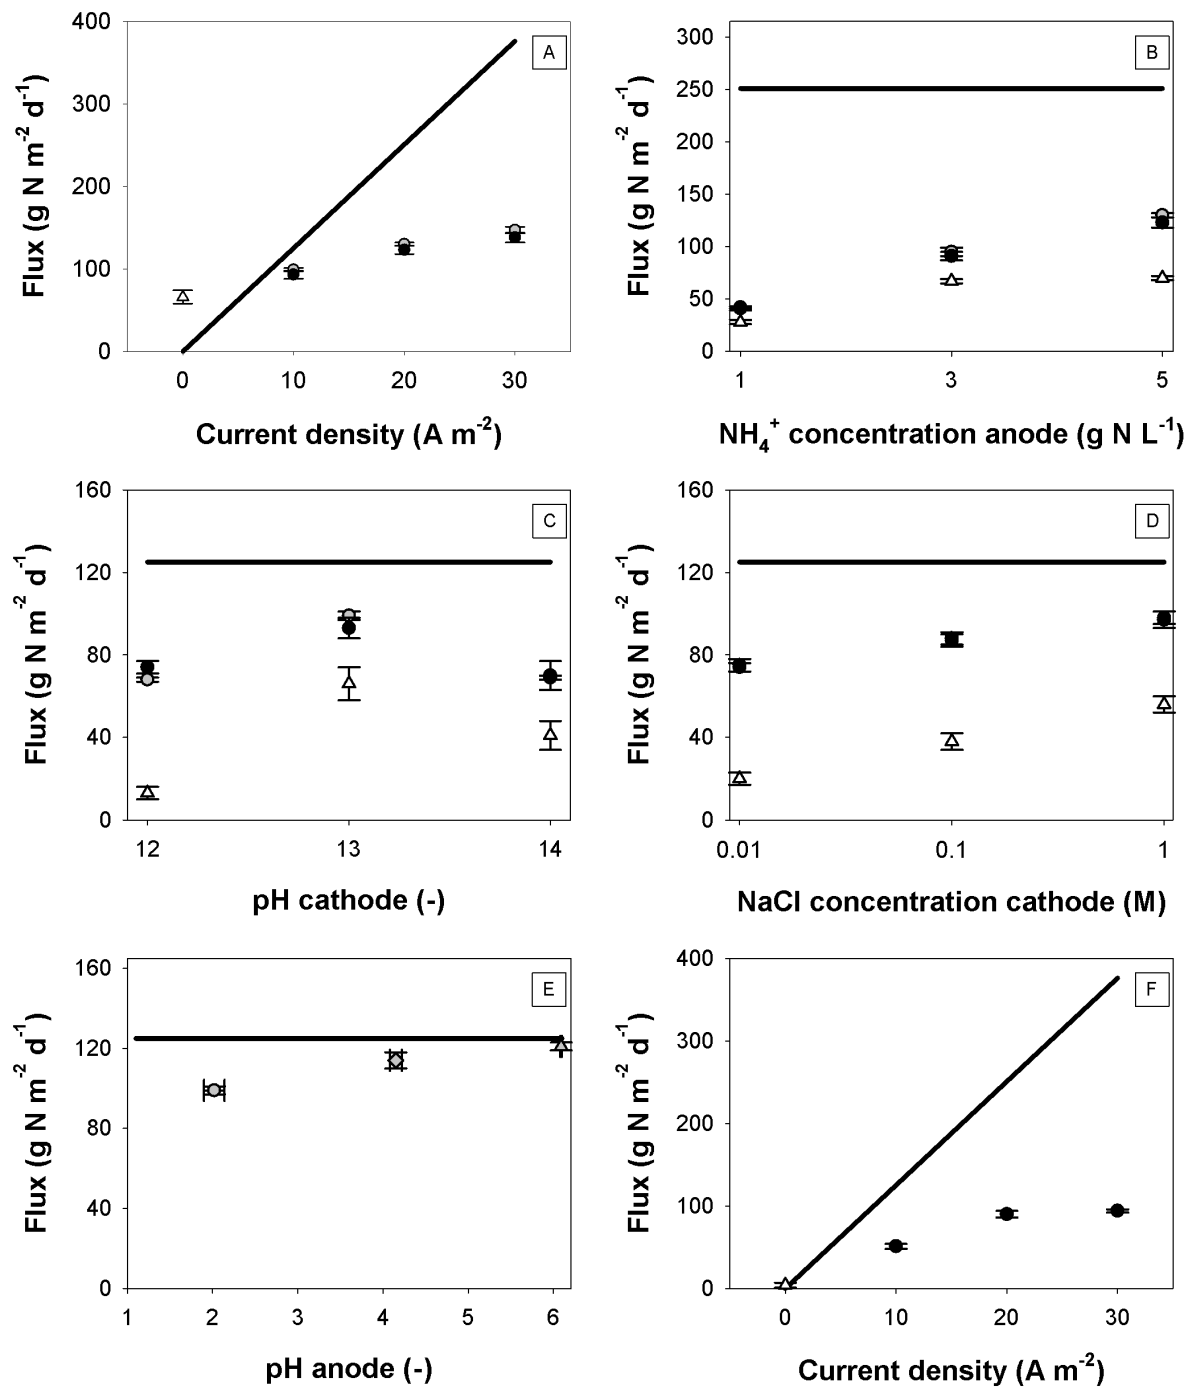 A
Flux (g N m⁻² d⁻¹)
400
300
200
100
0
0 10 20 30
Current density (A m⁻²)
B
Flux (g N m⁻² d⁻¹)
300
250
200
150
100
50
0
1 3 5
NH₄⁺ concentration anode (g N L⁻¹)
C
Flux (g N m⁻² d⁻¹)
160
120
80
40
0
12 13 14
pH cathode (-)
D
Flux (g N m⁻² d⁻¹)
160
120
80
40
0
0.01 0.1 1
NaCl concentration cathode (M)
E
Flux (g N m⁻² d⁻¹)
160
120
80
40
0
1 2 3 4 5 6
pH anode (-)
F
Flux (g N m⁻² d⁻¹)
400
300
200
100
0
0 10 20 30
Current density (A m⁻²)